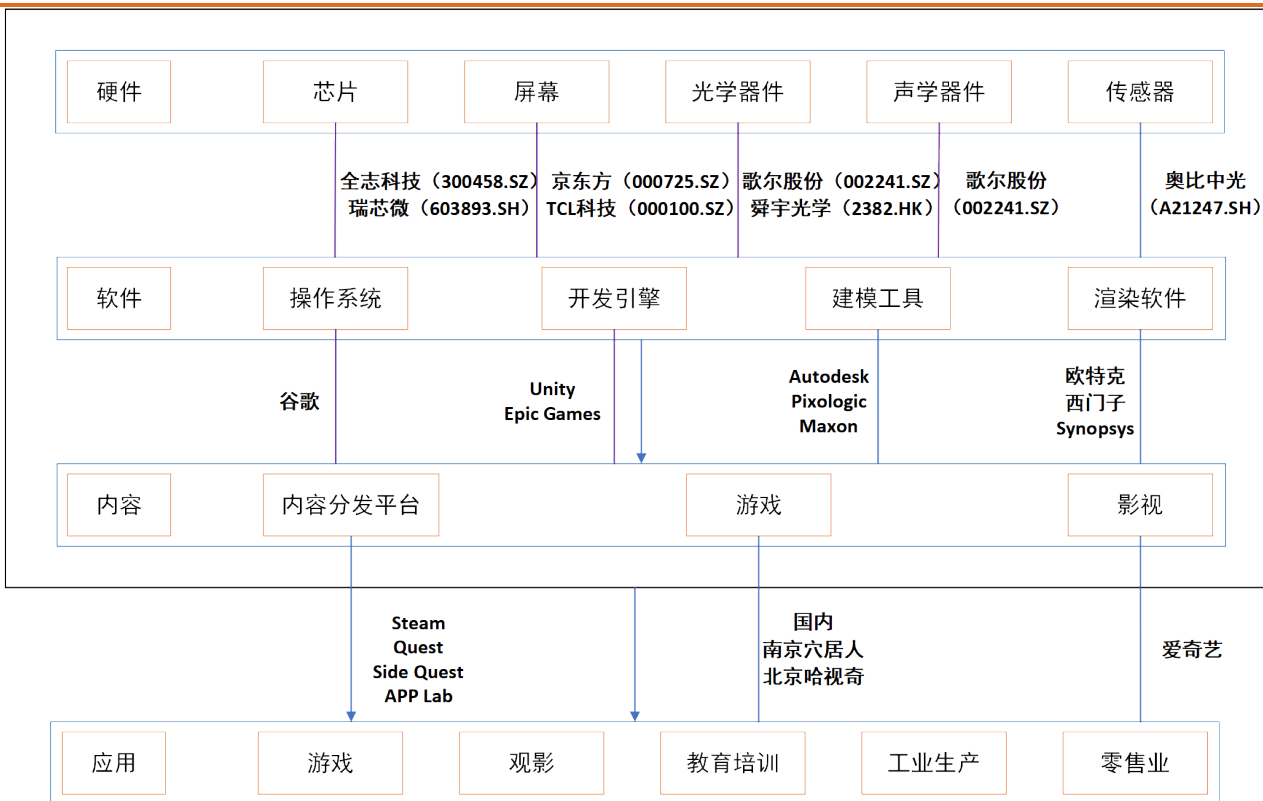 硬件 芯片 屏幕 光学器件 声学器件 传感器
全志科技（300458.SZ） 京东方（000725.SZ） 歌尔股份（002241.SZ） 歌尔股份 奥比中光
瑞芯微（603893.SH） TCL科技（000100.SZ） 舜宇光学（2382.HK） （002241.SZ） （A21247.SH）
软件 操作系统 开发引擎 建模工具 渲染软件
谷歌
Unity
Epic Games
Autodesk
Pixologic
Maxon
欧特克
西门子
Synopsys
内容 内容分发平台 游戏 影视
Steam
Quest
Side Quest
APP Lab
国内
南京穴居人
北京哈视奇
爱奇艺
应用 游戏 观影 教育培训 工业生产 零售业